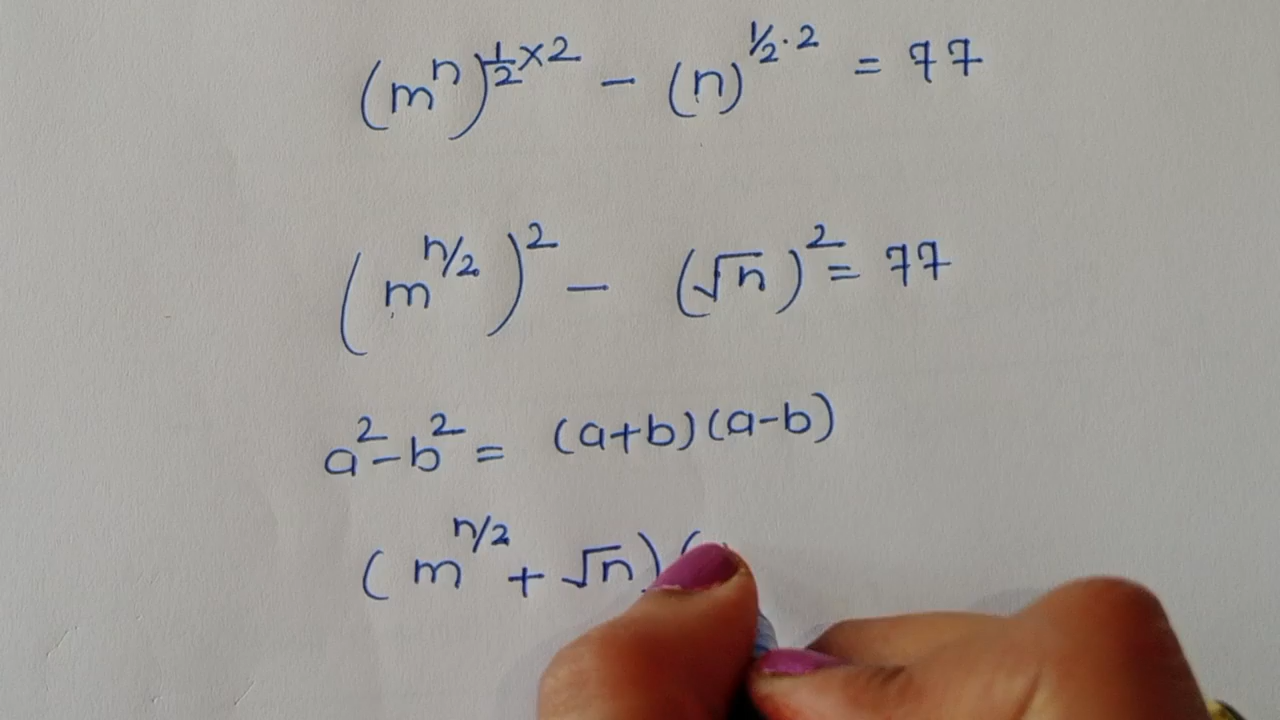 (mⁿ)^½×2 − (n)^½·2 = 77
(m^n/2)² − (√n)² = 77
a² − b² = (a+b)(a−b)
(m^n/2 + √n)(